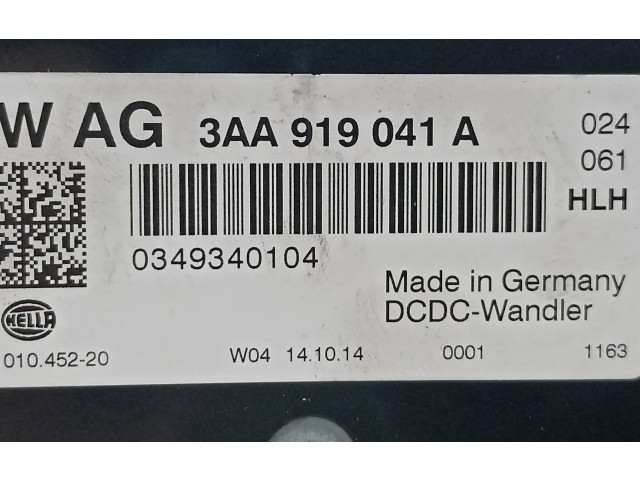 W AG 3AA 919 041 A 024
061
HLH
0349340104
Made in Germany
DCDC-Wandler
HELLA
010.452-20 W04 14.10.14 0001 1163